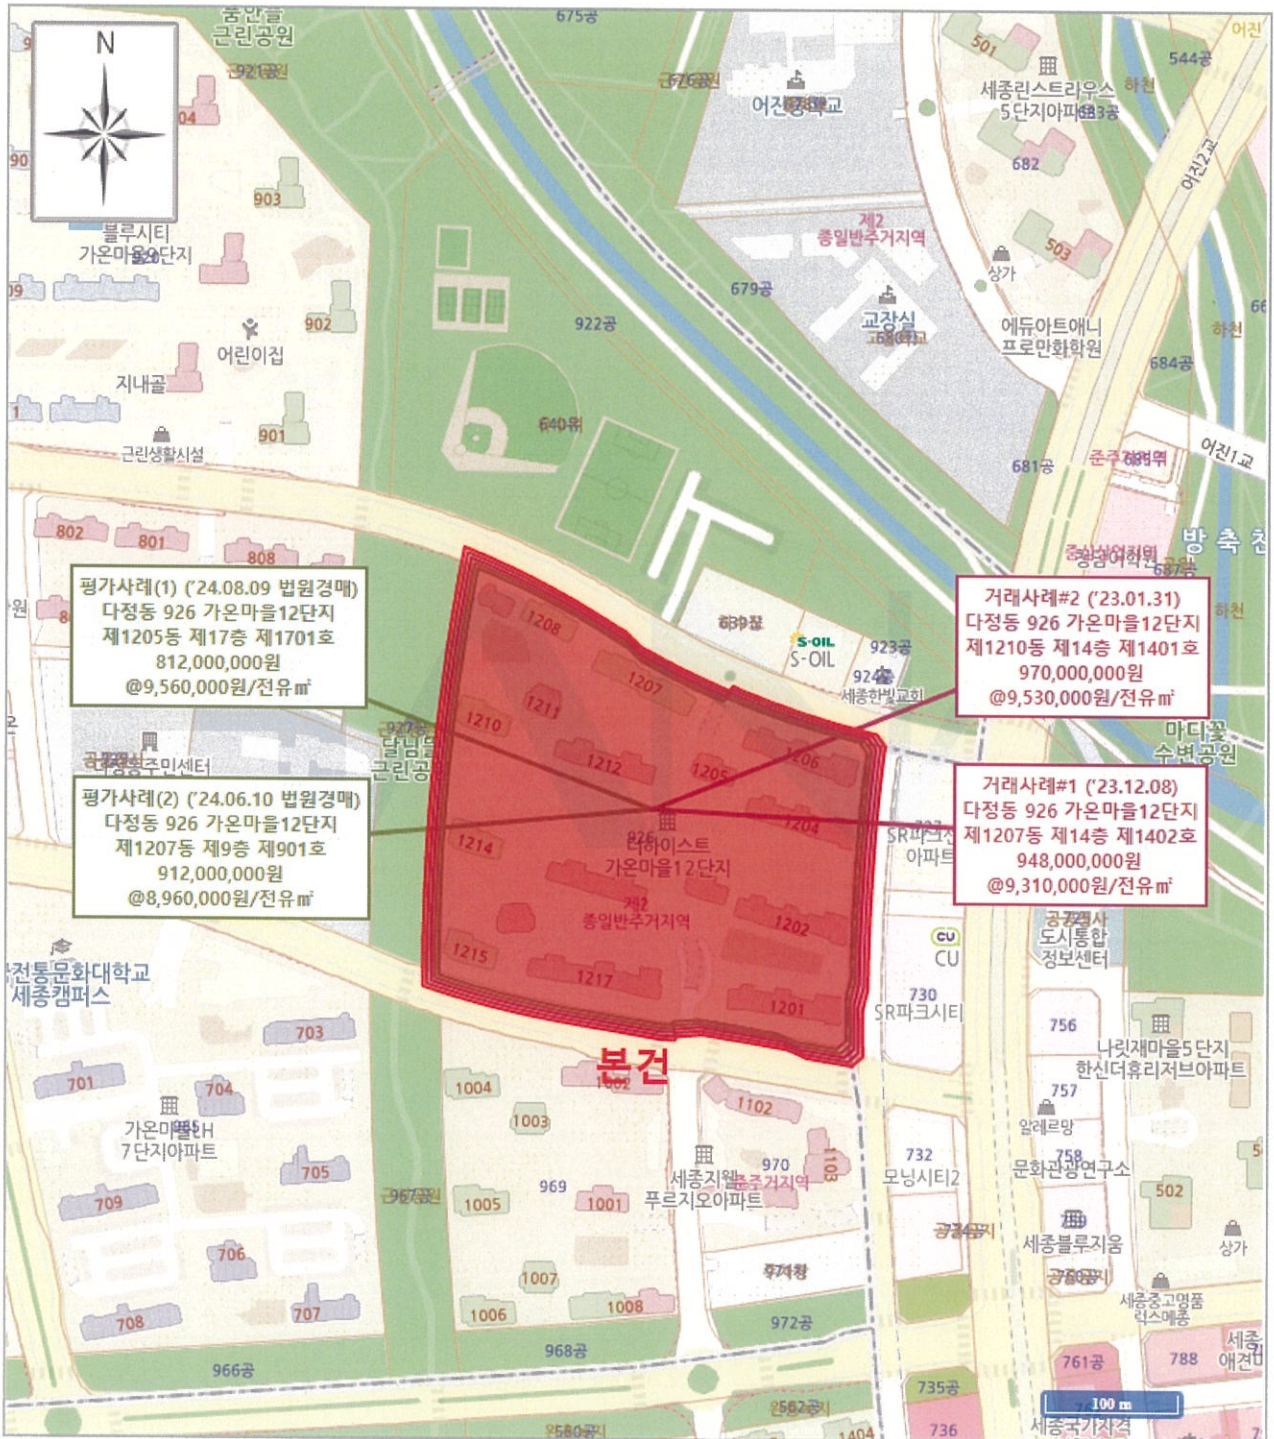 품안뜰
근린공원
675공
N
904
903
블루시티
가온마을9단지
902
어린이집
지내골
901
근린생활시설
922공
679공
제2
종일반주거지역
교장실
501
세종린스트리우스
5단지아파트
682
503
상가
에듀아트애니
프로만화학원
544공
어진
하천
어진2교
하천
684공
681공
어진1교
방축천
하천
802
801
808
평가사례(1) ('24.08.09 법원경매)
다정동 926 가온마을12단지
제1205동 제17층 제1701호
812,000,000원
@9,560,000원/전유㎡
거래사례#2 ('23.01.31)
다정동 926 가온마을12단지
제1210동 제14층 제1401호
970,000,000원
@9,530,000원/전유㎡
S-OIL
S-OIL
923공
세종한빛교회
1208
1207
1210
1211
1212
1205
1206
1204
마디꽃
수변공원
평가사례(2) ('24.06.10 법원경매)
다정동 926 가온마을12단지
제1207동 제9층 제901호
912,000,000원
@8,960,000원/전유㎡
거래사례#1 ('23.12.08)
다정동 926 가온마을12단지
제1207동 제14층 제1402호
948,000,000원
@9,310,000원/전유㎡
더하이스트
가온마을12단지
제2
종일반주거지역
1214
1202
1215
1217
1201
본건
전통문화대학교
세종캠퍼스
CU
CU
도시통합
정보센터
730
SR파크시티
756
나릿재마을5단지
한신더휴리저브아파트
757
알레르망
758
문화관광연구소
세종블루지움
502
상가
세종중고명품
럭스메종
703
701
704
가온마을LH
7단지아파트
705
709
706
707
708
1004
1002
1003
1005
969
1001
1007
1006
1008
1102
1103
970
준주거지역
세종지웰
푸르지오아파트
732
모닝시티2
972공
968공
966공
735공
736
761공
788
100 m
세종국가자격
1404